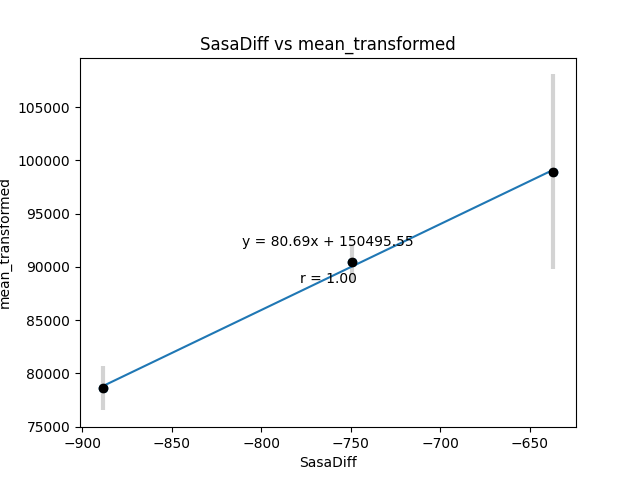 SasaDiff vs mean_transformed
mean_transformed
105000
100000
95000
90000
85000
80000
75000
y = 80.69x + 150495.55
r = 1.00
−900
−850
−800
−750
−700
−650
SasaDiff